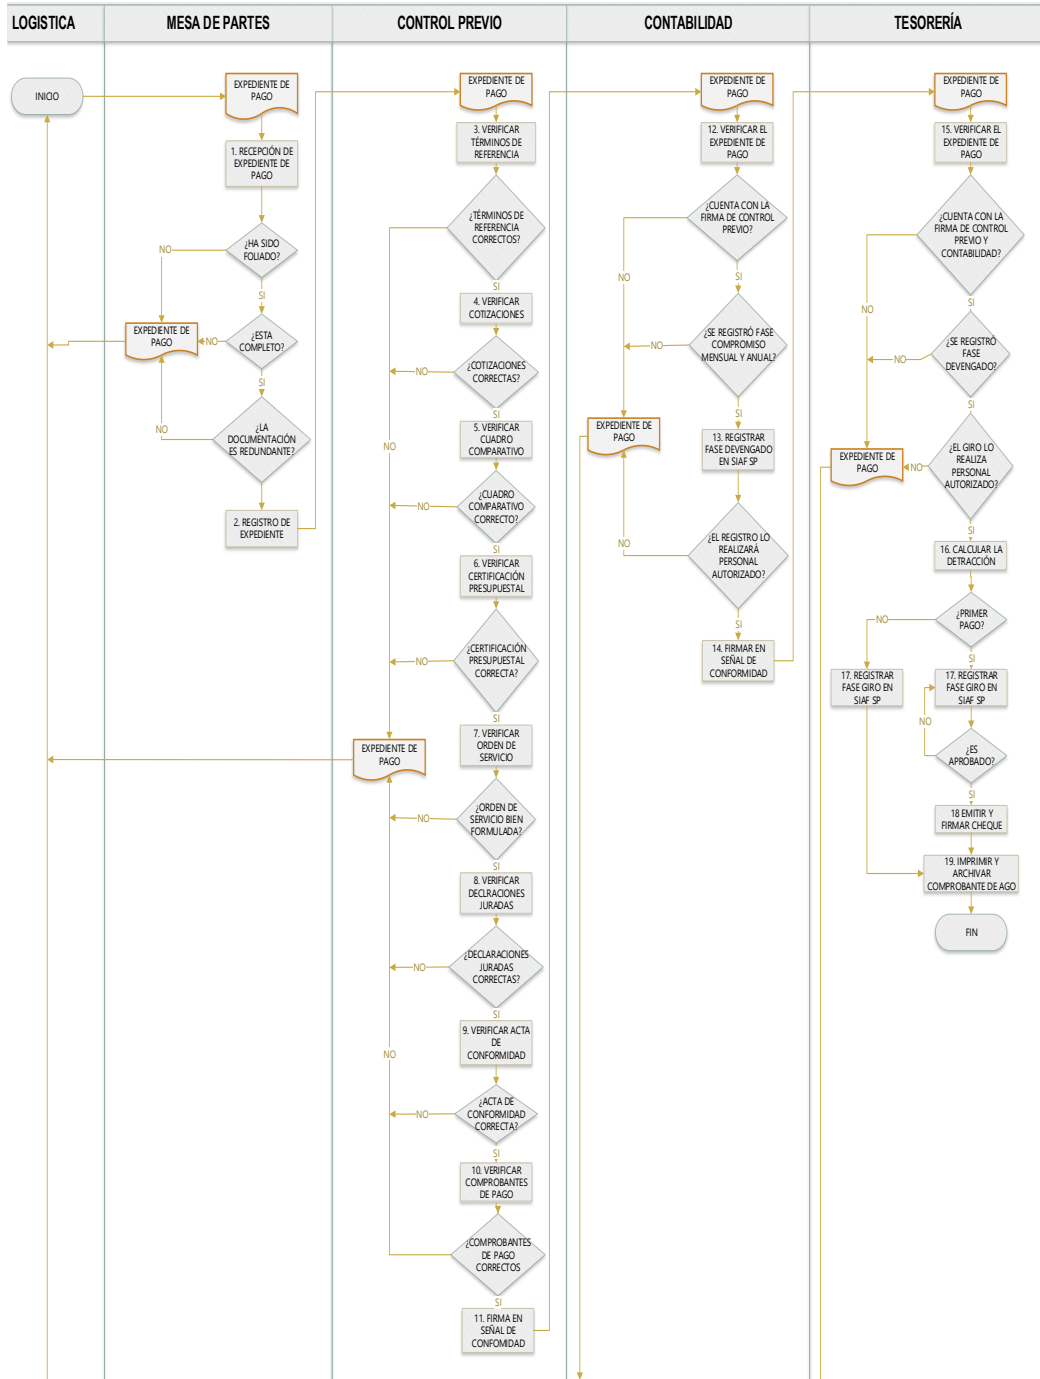 LOGISTICA
MESA DE PARTES
CONTROL PREVIO
CONTABILIDAD
TESORERÍA
INICIO
EXPEDIENTE DE
PAGO
1. RECEPCIÓN DE
EXPEDIENTE DE
PAGO
¿HA SIDO
FOLIADO?
NO
SI
EXPEDIENTE DE
PAGO
NO
¿ESTA
COMPLETO?
SI
NO
¿LA
DOCUMENTACIÓN
ES REDUNDANTE?
2. REGISTRO DE
EXPEDIENTE
EXPEDIENTE DE
PAGO
3. VERIFICAR
TÉRMINOS DE
REFERENCIA
¿TÉRMINOS DE
REFERENCIA
CORRECTOS?
SI
4. VERIFICAR
COTIZACIONES
¿COTIZACIONES
CORRECTAS?
NO
SI
NO
5. VERIFICAR
CUADRO
COMPARATIVO
¿CUADRO
COMPARATIVO
CORRECTO?
NO
SI
6. VERIFICAR
CERTIFICACIÓN
PRESUPUESTAL
¿CERTIFICACIÓN
PRESUPUESTAL
CORRECTA?
NO
SI
7. VERIFICAR
ORDEN DE
SERVICIO
EXPEDIENTE DE
PAGO
¿ORDEN DE
SERVICIO BIEN
FORMULADA?
NO
SI
8. VERIFICAR
DECLRACIONES
JURADAS
¿DECLARACIONES
JURADAS
CORRECTAS?
NO
SI
9. VERIFICAR ACTA
DE
CONFORMIDAD
NO
¿ACTA DE
CONFORMIDAD
CORRECTA?
NO
SI
10. VERIFICAR
COMPROBANTES
DE PAGO
¿COMPROBANTES
DE PAGO
CORRECTOS
SI
11. FIRMA EN
SEÑAL DE
CONFOMIDAD
EXPEDIENTE DE
PAGO
12. VERIFICAR EL
EXPEDIENTE DE
PAGO
¿CUENTA CON LA
FIRMA DE CONTROL
PREVIO?
NO
SI
¿SE REGISTRÓ FASE
COMPROMISO
MENSUAL Y ANUAL?
NO
SI
EXPEDIENTE DE
PAGO
13. REGISTRAR
FASE DEVENGADO
EN SIAF SP
¿EL REGISTRO LO
REALIZARÁ
PERSONAL
AUTORIZADO?
NO
SI
14. FIRMAR EN
SEÑAL DE
CONFORMIDAD
EXPEDIENTE DE
PAGO
15. VERIFICAR EL
EXPEDIENTE DE
PAGO
¿CUENTA CON LA
FIRMA DE CONTROL
PREVIO Y
CONTABILIDAD?
NO
SI
¿SE REGISTRÓ
FASE
DEVENGADO?
NO
SI
EXPEDIENTE DE
PAGO
NO
¿EL GIRO LO
REALIZA
PERSONAL
AUTORIZADO?
SI
16. CALCULAR LA
DETRACCIÓN
¿PRIMER
PAGO?
NO
SI
17. REGISTRAR
FASE GIRO EN
SIAF SP
17. REGISTRAR
FASE GIRO EN
SIAF SP
NO
¿ES
APROBADO?
SI
18 EMITIR Y
FIRMAR CHEQUE
19. IMPRIMIR Y
ARCHIVAR
COMPROBANTE DE AGO
FIN